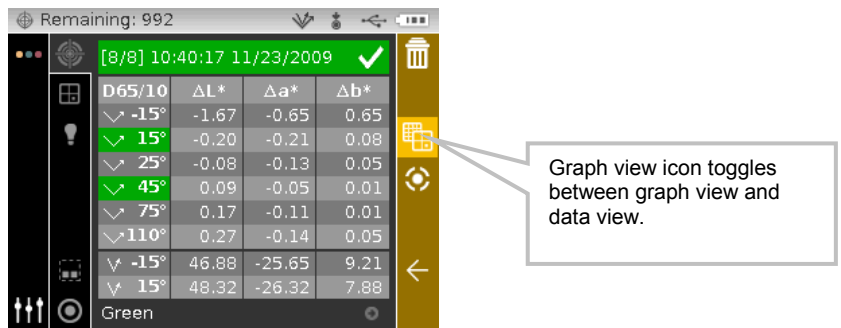 Remaining: 992
[8/8] 10:40:17 11/23/2009
D65/10 ΔL* Δa* Δb*
-15° -1.67 -0.65 0.65
15° -0.20 -0.21 0.08
25° -0.08 -0.13 0.05
45° 0.09 -0.05 0.01
75° 0.17 -0.11 0.01
110° 0.27 -0.14 0.05
-15° 46.88 -25.65 9.21
15° 48.32 -26.32 7.88
Green
Graph view icon toggles
between graph view and
data view.